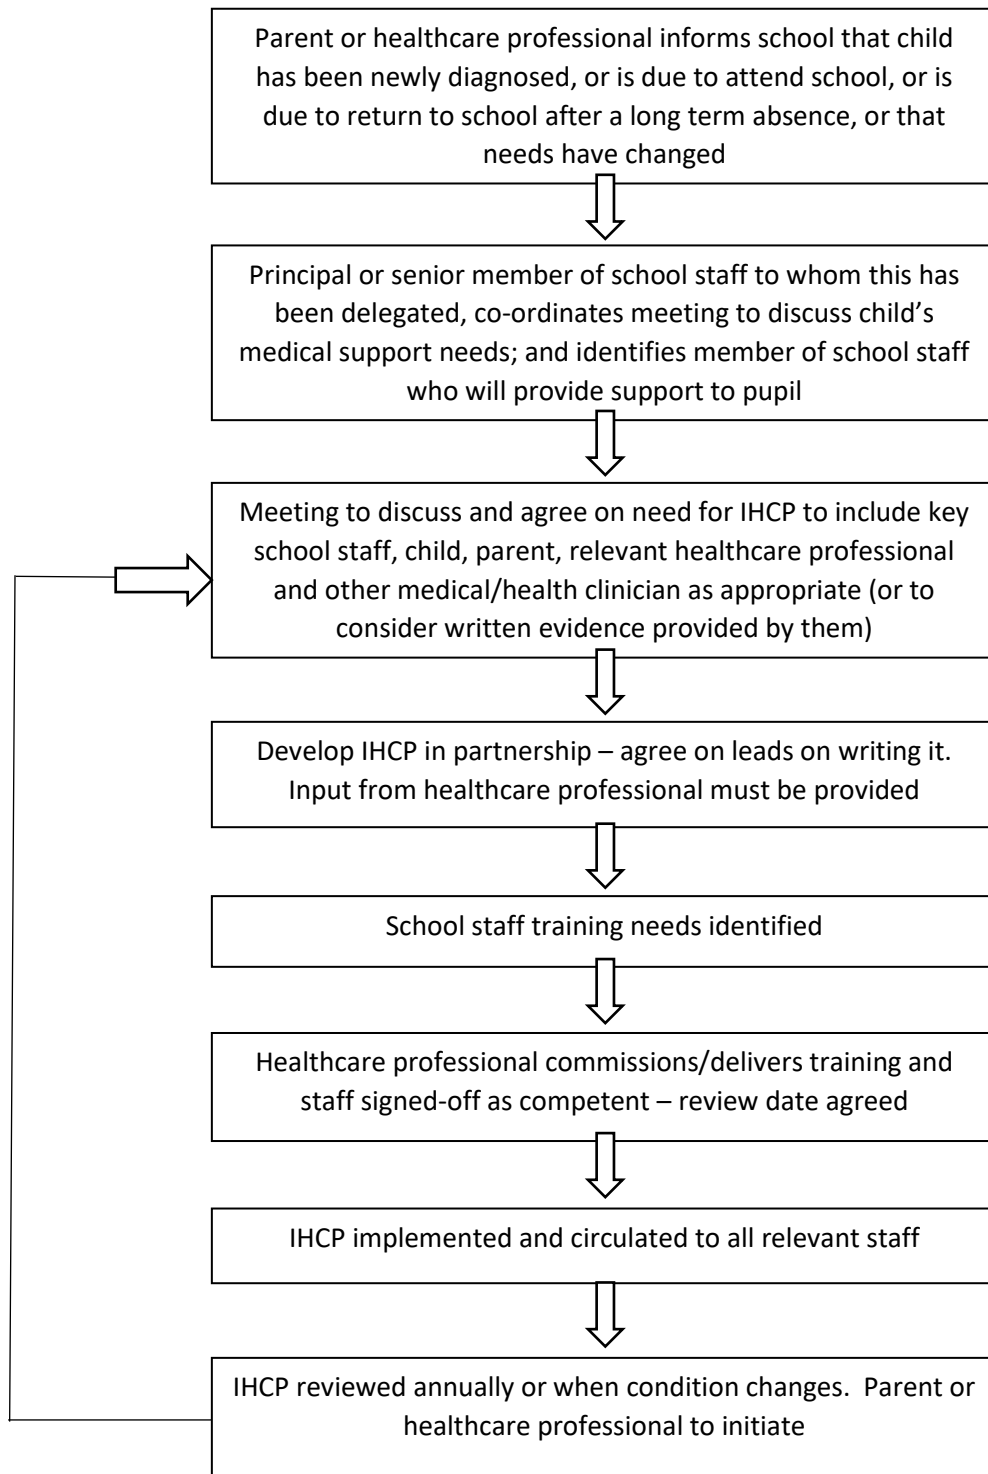 Parent or healthcare professional informs school that child
has been newly diagnosed, or is due to attend school, or is
due to return to school after a long term absence, or that
needs have changed
Principal or senior member of school staff to whom this has
been delegated, co-ordinates meeting to discuss child’s
medical support needs; and identifies member of school staff
who will provide support to pupil
Meeting to discuss and agree on need for IHCP to include key
school staff, child, parent, relevant healthcare professional
and other medical/health clinician as appropriate (or to
consider written evidence provided by them)
Develop IHCP in partnership – agree on leads on writing it.
Input from healthcare professional must be provided
School staff training needs identified
Healthcare professional commissions/delivers training and
staff signed-off as competent – review date agreed
IHCP implemented and circulated to all relevant staff
IHCP reviewed annually or when condition changes.  Parent or
healthcare professional to initiate